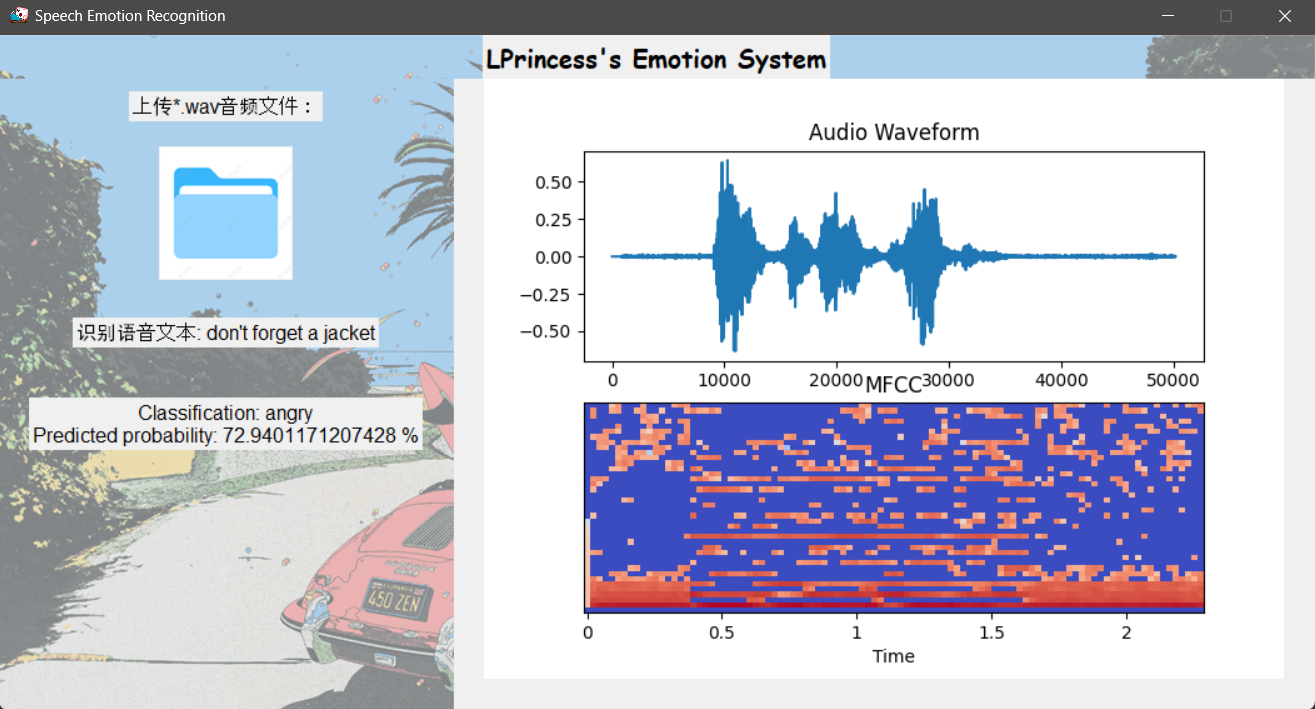 Speech Emotion Recognition
LPrincess's Emotion System
上传*.wav音频文件：
识别语音文本: don't forget a jacket
Classification: angry
Predicted probability: 72.9401171207428 %
450 ZEN
Audio Waveform
0.50
0.25
0.00
−0.25
−0.50
0 10000 20000 30000 40000 50000
MFCC
0 0.5 1 1.5 2
Time